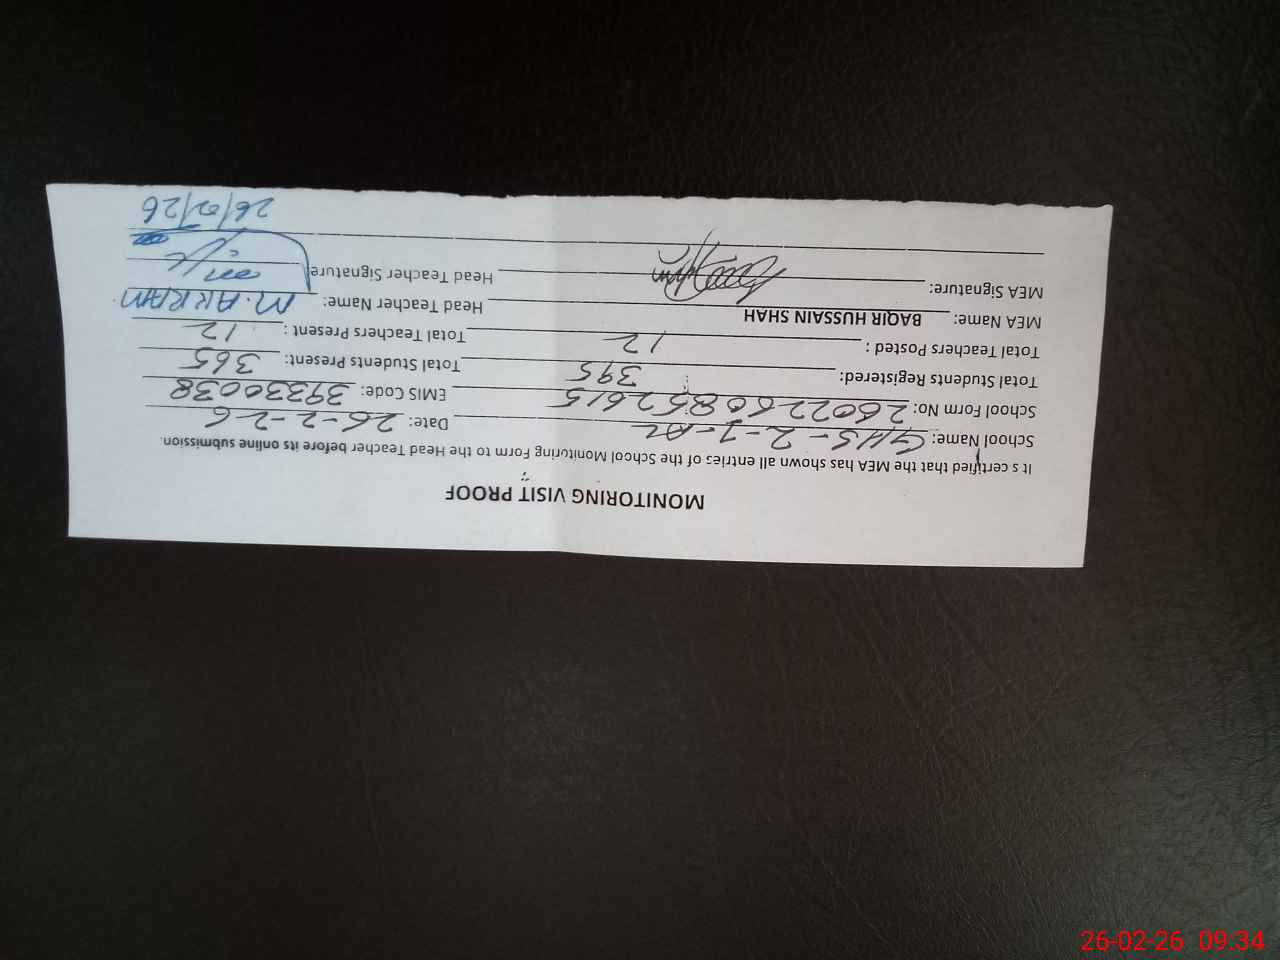 MONITORING VISIT PROOF
It s certified that the MEA has shown all entries of the School Monitoring Form to the Head Teacher before its online submission.
School Name: GHS-2-1-AL Date: 26-2-26
School Form No: 2602260852615 EMIS Code: 39330038
Total Students Registered: 395 Total Students Present: 365
Total Teachers Posted : 12 Total Teachers Present : 12
MEA Name: BAQIR HUSSAIN SHAH Head Teacher Name: M. AKRAM
MEA Signature: Head Teacher Signature:
26/02/26
26-02-26 09:34